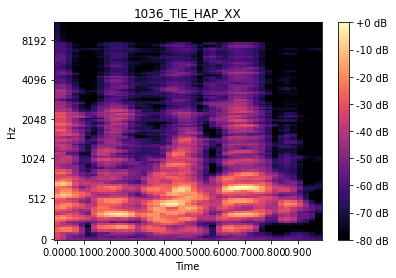 1036_TIE_HAP_XX
+0 dB
8192
-10 dB
4096
-20 dB
-30 dB
2048
Hz
-40 dB
1024
-50 dB
512
-60 dB
-70 dB
0
-80 dB
0.0000.1000.2000.3000.4000.5000.6000.7000.8000.900
Time